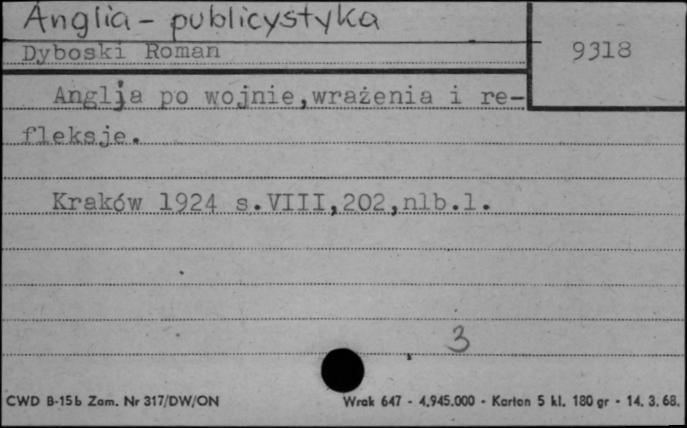 Anglia - publicystyka
Dyboski Roman
9318
Anglja po wojnie,wrażenia i re-
fleksje.
Kraków 1924 s.VIII,202,nlb.1.
3
CWD B-15b Zam. Nr 317/DW/ON
Wrak 647 - 4.945.000 - Karton 5 kl. 180 gr - 14. 3. 68.